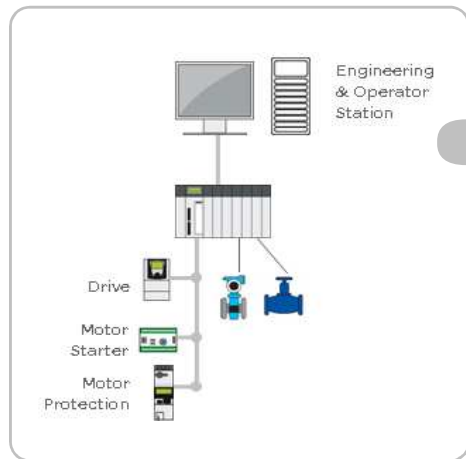 Engineering
& Operator
Station
Drive
Motor
Starter
Motor
Protection